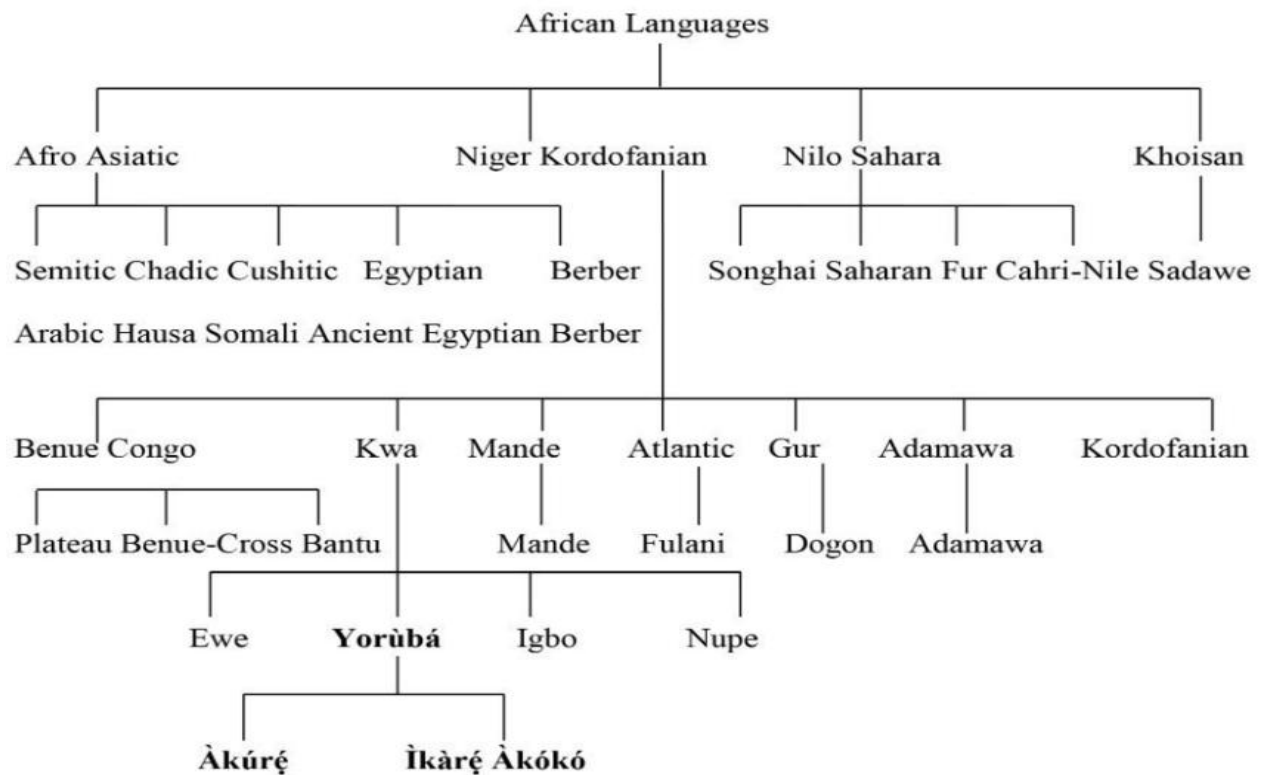 African Languages
Afro Asiatic Niger Kordofanian Nilo Sahara Khoisan
Semitic Chadic Cushitic Egyptian Berber Songhai Saharan Fur Cahri-Nile Sadawe
Arabic Hausa Somali Ancient Egyptian Berber
Benue Congo Kwa Mande Atlantic Gur Adamawa Kordofanian
Plateau Benue-Cross Bantu Mande Fulani Dogon Adamawa
Ewe Yorùbá Igbo Nupe
Àkúrẹ́ Ìkàrẹ́ Àkókó